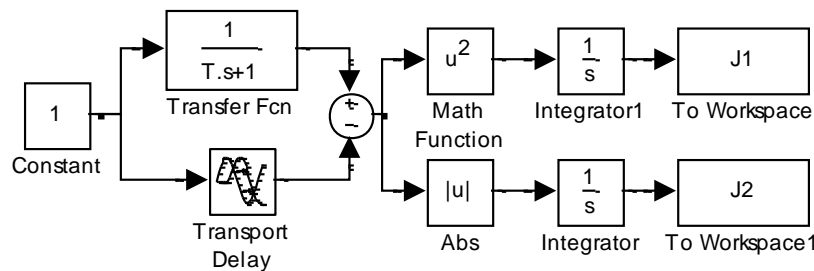 1
T.s+1
Transfer Fcn
1
Constant
+
−
Transport
Delay
u2
Math
Function
1
s
Integrator1
J1
To Workspace
|u|
Abs
1
s
Integrator
J2
To Workspace1